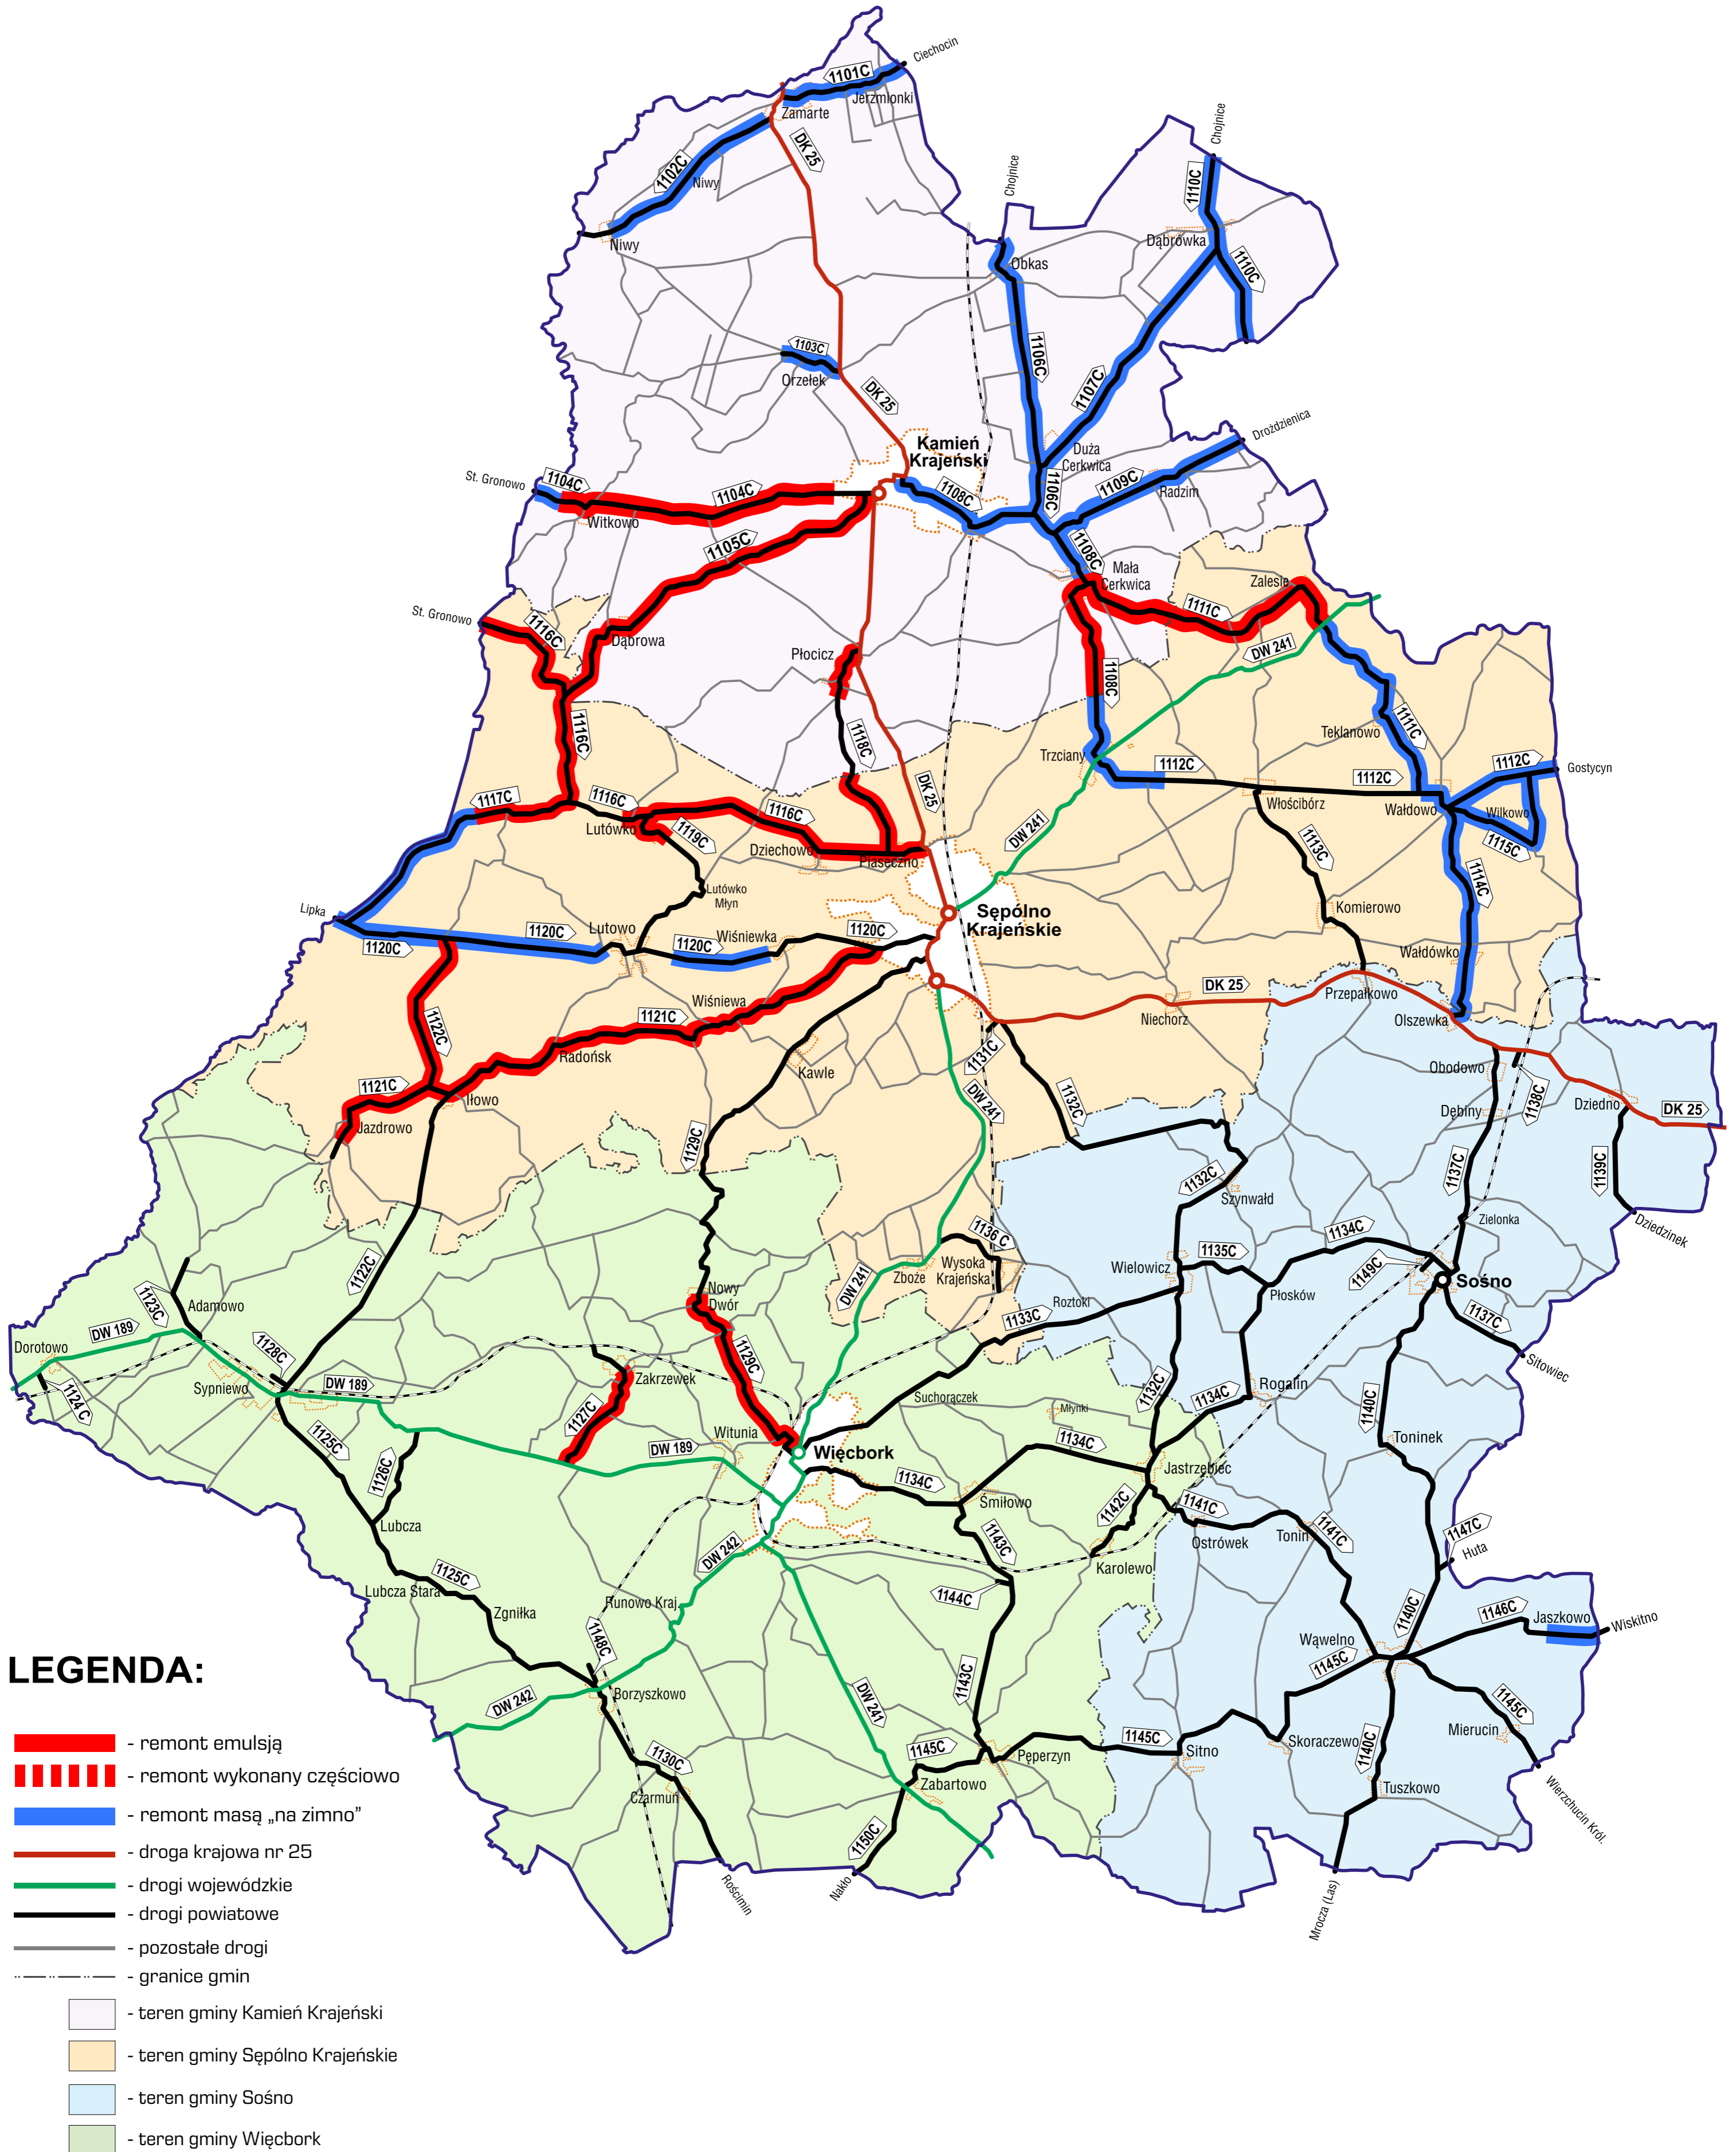 Ciechocin
1101C
Jerzmionki
Zamarte
DK 25
1102C
Niwy
Niwy
Chojnice
Chojnice
1110C
Dąbrówka
1110C
Obkas
1106C
1107C
1103C
Orzełek
DK 25
Kamień
Krajeński
Duża
Cerkwica
Drożdzienica
St. Gronowo
1104C
1104C
Witkowo
1108C
1106C
1109C
Radzim
1105C
1108C
Mała
Cerkwica
Zalesie
1111C
St. Gronowo
1116C
Dąbrowa
Płocicz
DW 241
1108C
1116C
1118C
Teklanowo
1111C
Trzciany
1112C
1112C
1112C
Gostycyn
DK 25
Włościbórz
Wałdowo
Wilkowo
1115C
1117C
1116C
1116C
Lutówko
1119C
Dziechowo
Piaseczno
DW 241
1113C
1114C
Lutówko
Młyn
Lipka
Sępólno
Krajeńskie
Komierowo
1120C
1120C
Lutowo
1120C
Wiśniewka
1120C
Wałdówko
DK 25
Przepałkowo
Wiśniewa
1121C
Niechorz
Olszewka
1122C
Radońsk
1131C
Kawle
1132C
Obodowo
1138C
1121C
Iłowo
Jazdrowo
DW 241
Dębiny
Dziedno
DK 25
1129C
1137C
1139C
1132C
Szynwałd
Zielonka
Dziedzinek
1136 C
1134C
1135C
1122C
Wysoka
Krajeńska
Zboże
Wielowicz
1149C
Sośno
1123C
Adamowo
Nowy
Dwór
DW 241
Roztoki
1133C
Płosków
1137C
Sitowiec
DW 189
Dorotowo
1128C
1129C
1124 C
Sypniewo
DW 189
Zakrzewek
Suchorączek
Młynki
1132C
1134C
Rogalin
1127C
1140C
1125C
Witunia
DW 189
Więcbork
1134C
Toninek
1126C
1134C
Jastrzębiec
Śmiłowo
1142C
1141C
Lubcza
Ostrówek
Tonin
1141C
1147C
Huta
1143C
DW 242
Karolewo
1125C
Lubcza Stara
1144C
Zgniłka
Runowo Kraj.
1140C
1146C
Jaszkowo
Wiskitno
1148C
Wąwelno
1145C
LEGENDA:
1143C
Borzyszkowo
DW 242
DW 241
1145C
Mierucin
- remont emulsją
1145C
1145C
Sitno
Skoraczewo
1140C
Pęperzyn
1130C
- remont wykonany częściowo
Zabartowo
Tuszkowo
Czarmuń
Wierzchucin Król.
- remont masą „na zimno”
1150C
- droga krajowa nr 25
Nakło
Rościmin
Mrocza (Las)
- drogi wojewódzkie
- drogi powiatowe
- pozostałe drogi
- granice gmin
- teren gminy Kamień Krajeński
- teren gminy Sępólno Krajeńskie
- teren gminy Sośno
- teren gminy Więcbork